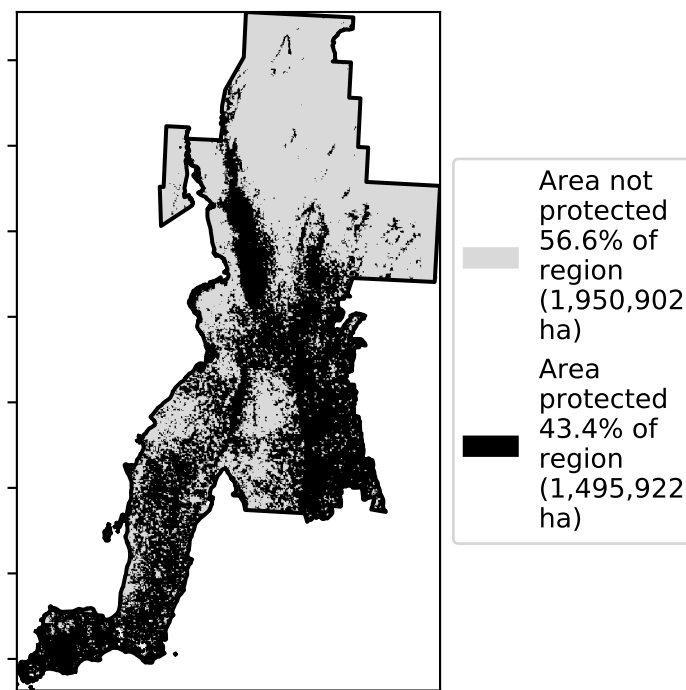 Area not
protected
56.6% of
region
(1,950,902
ha)
Area
protected
43.4% of
region
(1,495,922
ha)